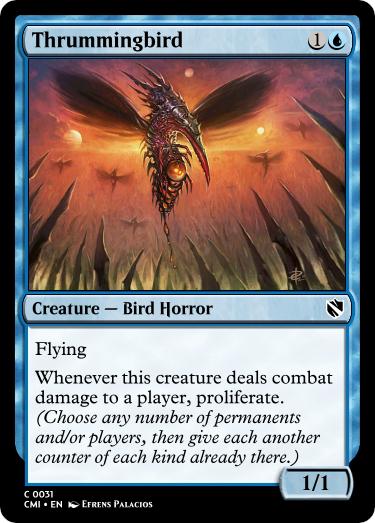 Thrummingbird 1
Creature — Bird Horror
Flying
Whenever this creature deals combat
damage to a player, proliferate.
(Choose any number of permanents
and/or players, then give each another
counter of each kind already there.)
1/1
C 0031
CMI • EN Efrens Palacios